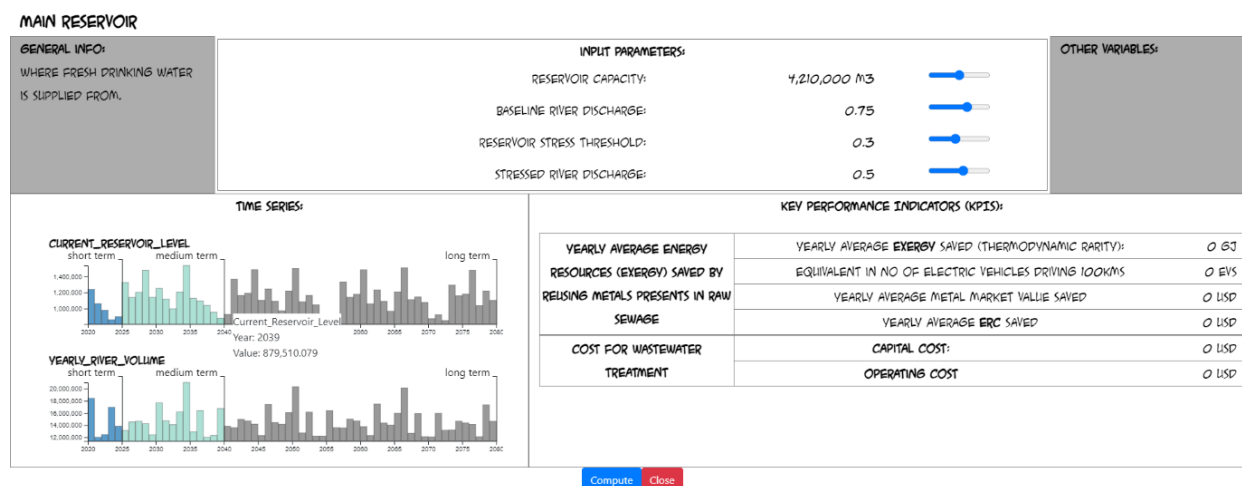 MAIN RESERVOIR
GENERAL INFO:
WHERE FRESH DRINKING WATER
IS SUPPLIED FROM.
INPUT PARAMETERS:
RESERVOIR CAPACITY: 4,210,000 M3
BASELINE RIVER DISCHARGE: 0.75
RESERVOIR STRESS THRESHOLD: 0.3
STRESSED RIVER DISCHARGE: 0.5
OTHER VARIABLES:
TIME SERIES:
CURRENT_RESERVOIR_LEVEL
short term medium term long term
1,400,000
1,200,000
1,000,000
2020 2025 2030 2035 2040 2065 2070 2075 2080
Current_Reservoir_Level
Year: 2039
Value: 879,510.079
YEARLY_RIVER_VOLUME
short term medium term long term
20,000,000
18,000,000
16,000,000
14,000,000
12,000,000
2020 2025 2030 2035 2040 2045 2050 2055 2060 2065 2070 2075
KEY PERFORMANCE INDICATORS (KPIS):
YEARLY AVERAGE ENERGY
RESOURCES (EXERGY) SAVED BY
REUSING METALS PRESENTS IN RAW
SEWAGE
YEARLY AVERAGE EXERGY SAVED (THERMODYNAMIC RARITY): 0 GJ
EQUIVALENT IN NO OF ELECTRIC VEHICLES DRIVING 100KMS 0 EVS
YEARLY AVERAGE METAL MARKET VALUE SAVED 0 USD
YEARLY AVERAGE ERC SAVED 0 USD
COST FOR WASTEWATER
TREATMENT
CAPITAL COST: 0 USD
OPERATING COST 0 USD
Compute Close